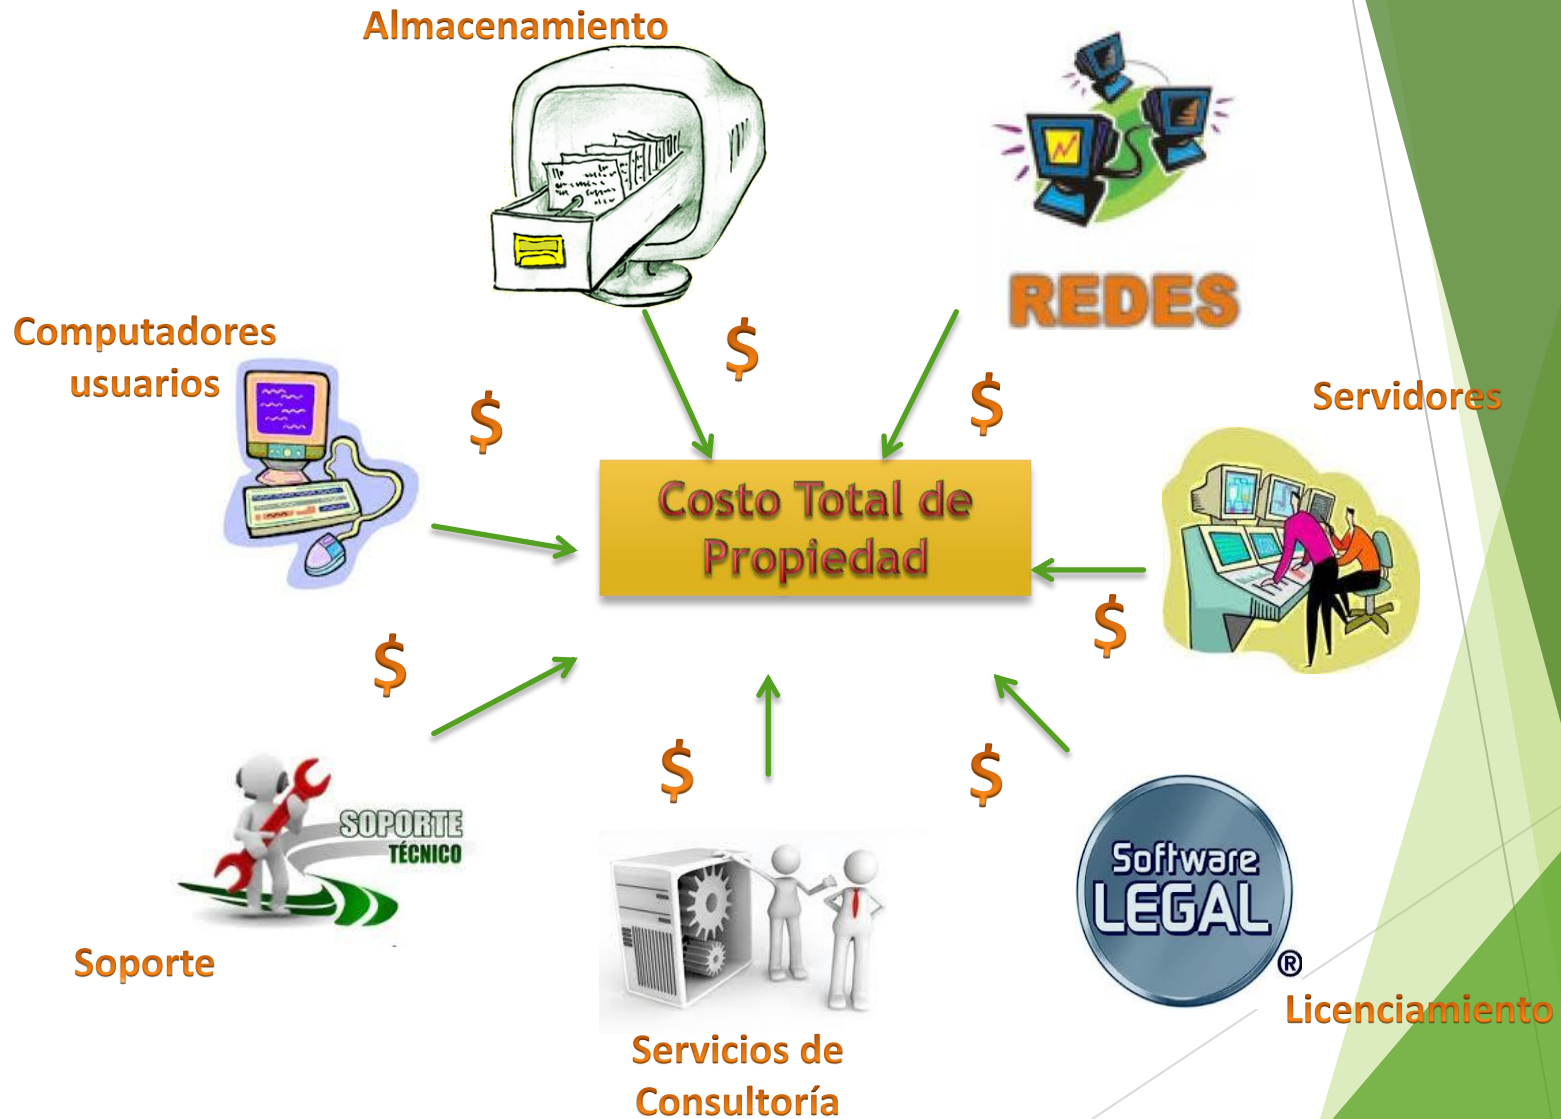 Almacenamiento
REDES
Computadores
usuarios
$
$
$
Servidores
Costo Total de
Propiedad
$
$
$
$
SOPORTE
TÉCNICO
Software
LEGAL
®
Soporte
Licenciamiento
Servicios de
Consultoría